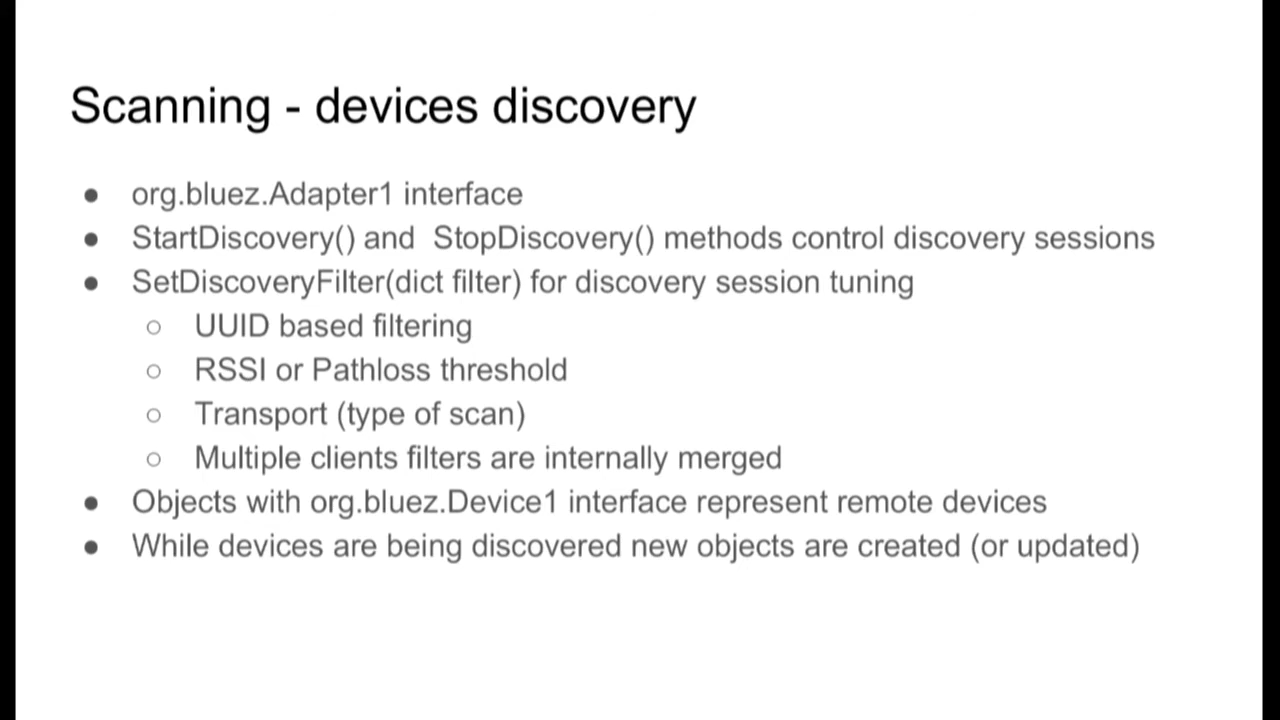 Scanning - devices discovery
● org.bluez.Adapter1 interface
● StartDiscovery() and  StopDiscovery() methods control discovery sessions
● SetDiscoveryFilter(dict filter) for discovery session tuning
○ UUID based filtering
○ RSSI or Pathloss threshold
○ Transport (type of scan)
○ Multiple clients filters are internally merged
● Objects with org.bluez.Device1 interface represent remote devices
● While devices are being discovered new objects are created (or updated)